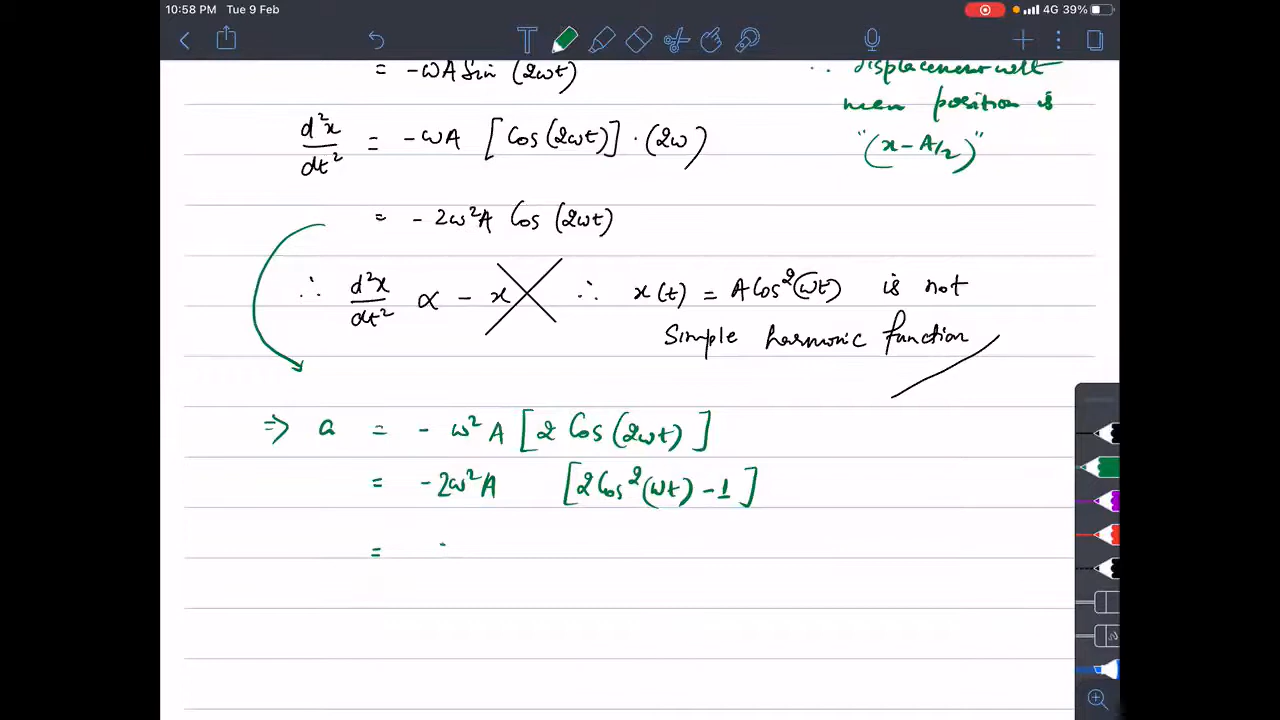 10:58 PM Tue 9 Feb
4G 39%
T
= -ωA Sin (2ωt)
∴ displacement
mean position is
"(x - A/2)"
d²x/dt² = -ωA [Cos(2ωt)] · (2ω)
= - 2ω²A Cos (2ωt)
∴ d²x/dt² ∝ - x ∴ x(t) = A Cos²(ωt) is not
Simple harmonic function
⇒ a = - ω² A [2 Cos (2ωt)]
= - 2ω²A [2 Cos²(ωt) - 1]
=